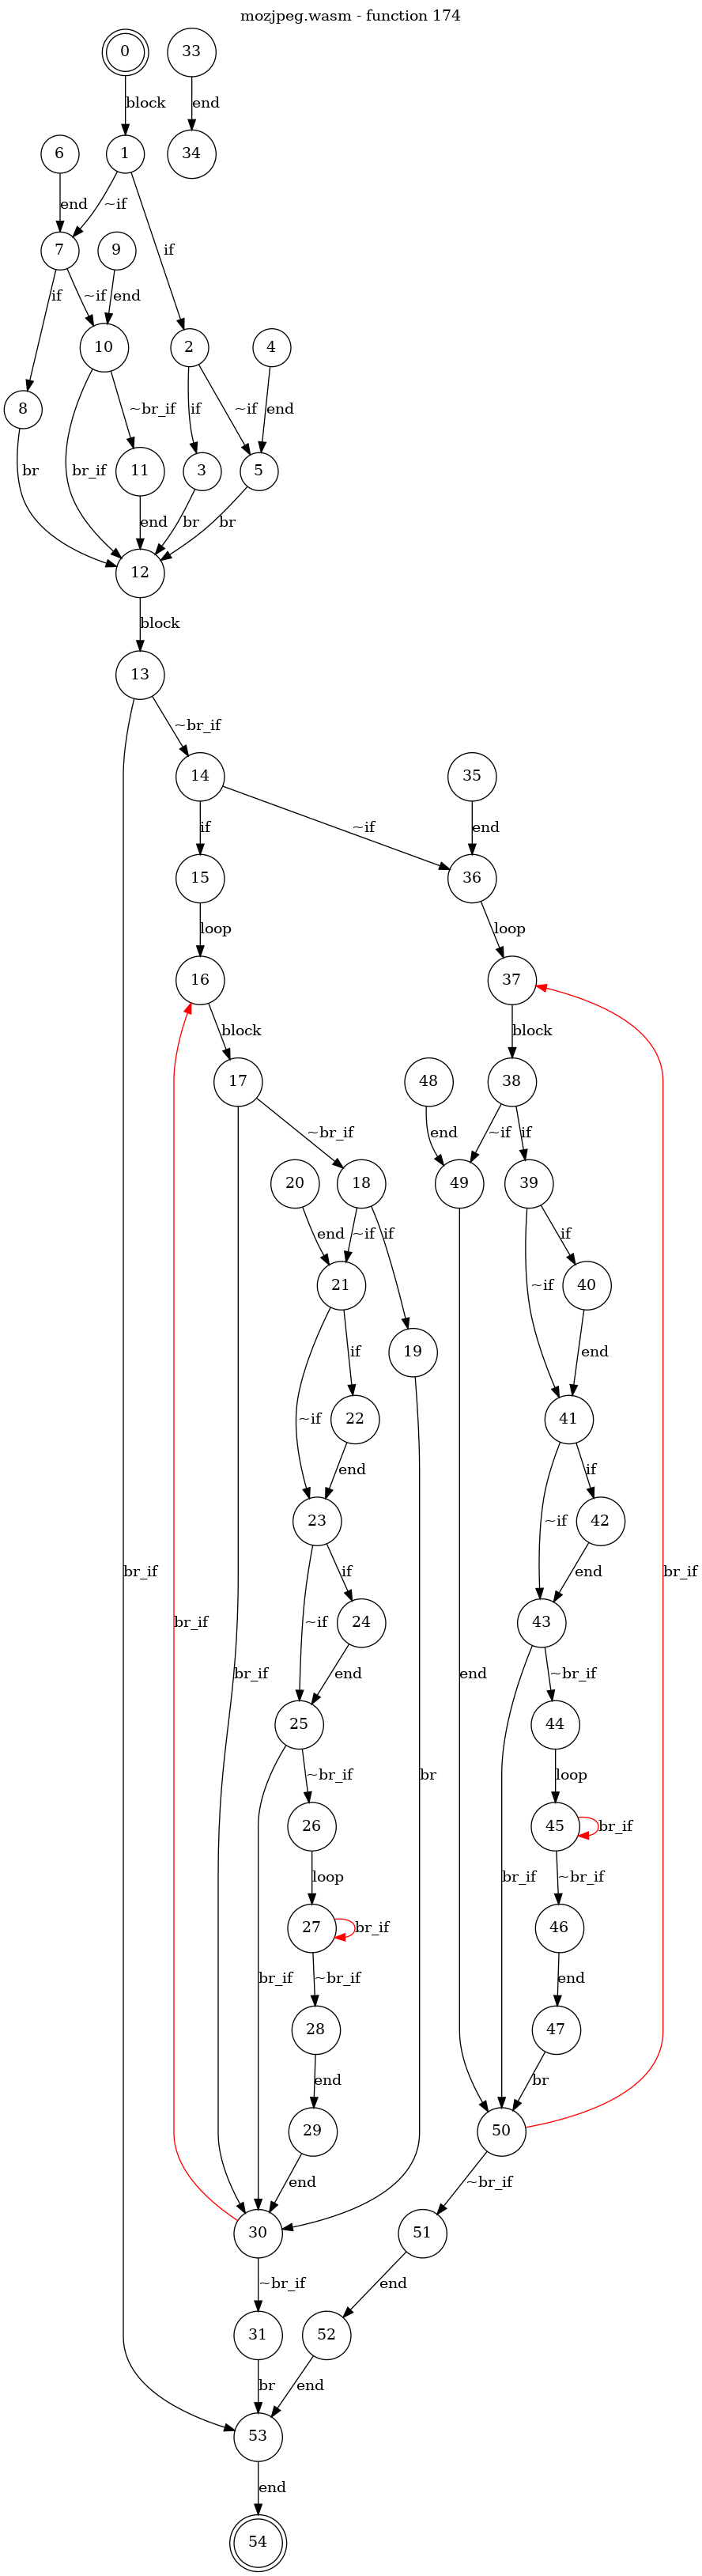 mozjpeg.wasm - function 174
0
33
block
end
6
1
34
end
~if
if
7
9
if
~if
end
10
2
4
8
~br_if
if
~if
end
br
br_if
11
3
5
end
br
br
12
block
13
~br_if
14
35
if
~if
end
15
36
loop
loop
16
37
block
block
17
48
38
~br_if
end
~if
if
20
18
49
39
end
~if
if
if
21
~if
40
19
if
end
~if
22
41
end
if
23
~if
42
br_if
if
end
~if
24
43
br_if
br_if
end
br_if
end
~br_if
25
44
~br_if
br
loop
26
45
br_if
loop
br_if
~br_if
27
br_if
46
br_if
~br_if
end
28
47
end
br
29
50
end
~br_if
30
51
~br_if
end
31
52
br
end
53
end
54